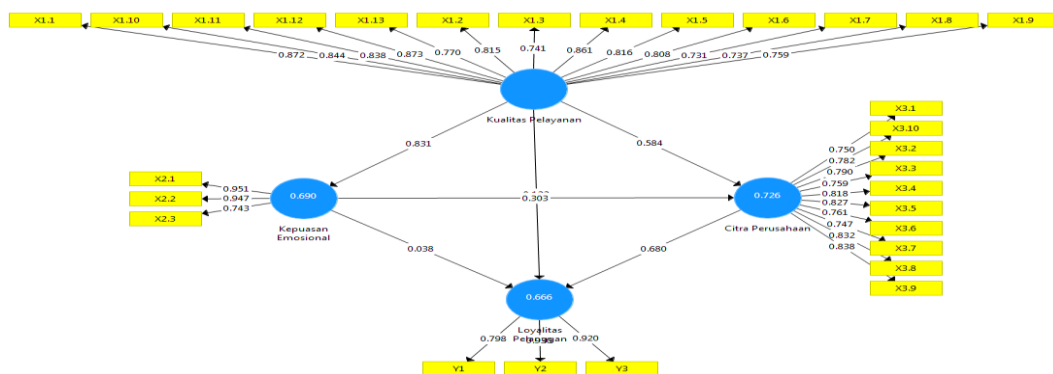 X1.1 X1.10 X1.11 X1.12 X1.13 X1.2 X1.3 X1.4 X1.5 X1.6 X1.7 X1.8 X1.9
0.872 0.844 0.838 0.873 0.770 0.815 0.741 0.861 0.816 0.808 0.731 0.737 0.759
Kualitas Pelayanan
0.831
0.584
X2.1
X2.2
X2.3
0.951
0.947
0.743
0.690
Kepuasan
Emosional
0.303
0.726
Citra Perusahaan
X3.1
X3.10
X3.2
X3.3
X3.4
X3.5
X3.6
X3.7
X3.8
X3.9
0.750
0.782
0.790
0.759
0.818
0.827
0.761
0.747
0.832
0.838
0.038
0.680
0.666
Loyalitas
0.798
0.920
Y1 Y2 Y3